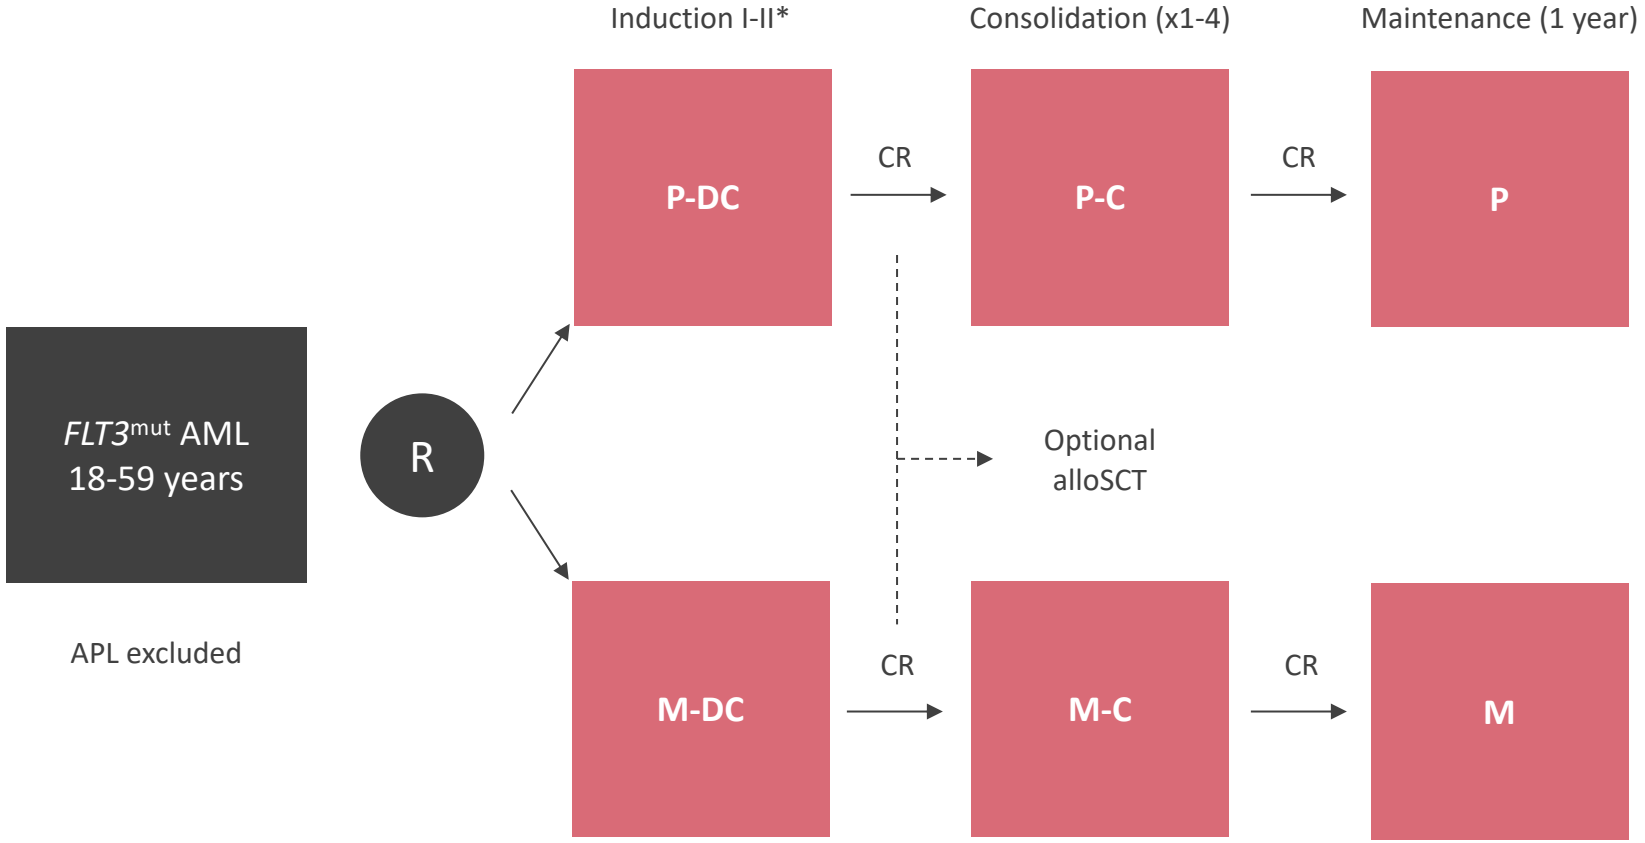 Induction I-II*
Consolidation (x1-4)
Maintenance (1 year)
P-DC
CR
P-C
CR
P
FLT3mut AML
18-59 years
R
Optional
alloSCT
APL excluded
M-DC
CR
M-C
CR
M